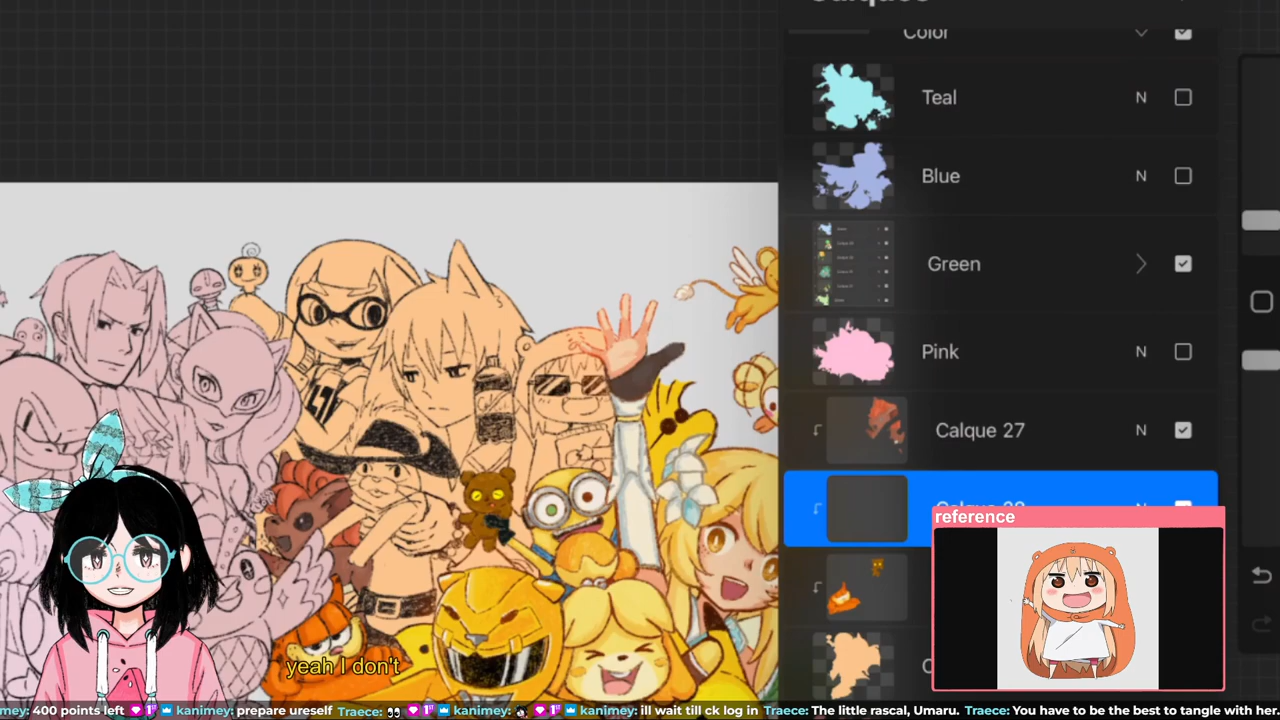 Color
Teal N
Blue N
Green
Pink N
Calque 27 N
reference
yeah I don't
mey: 400 points left kanimey: prepare ureself Traece: 👀 kanimey: kanimey: ill wait till ck log in Traece: The little rascal, Umaru. Traece: You have to be the best to tangle with her.